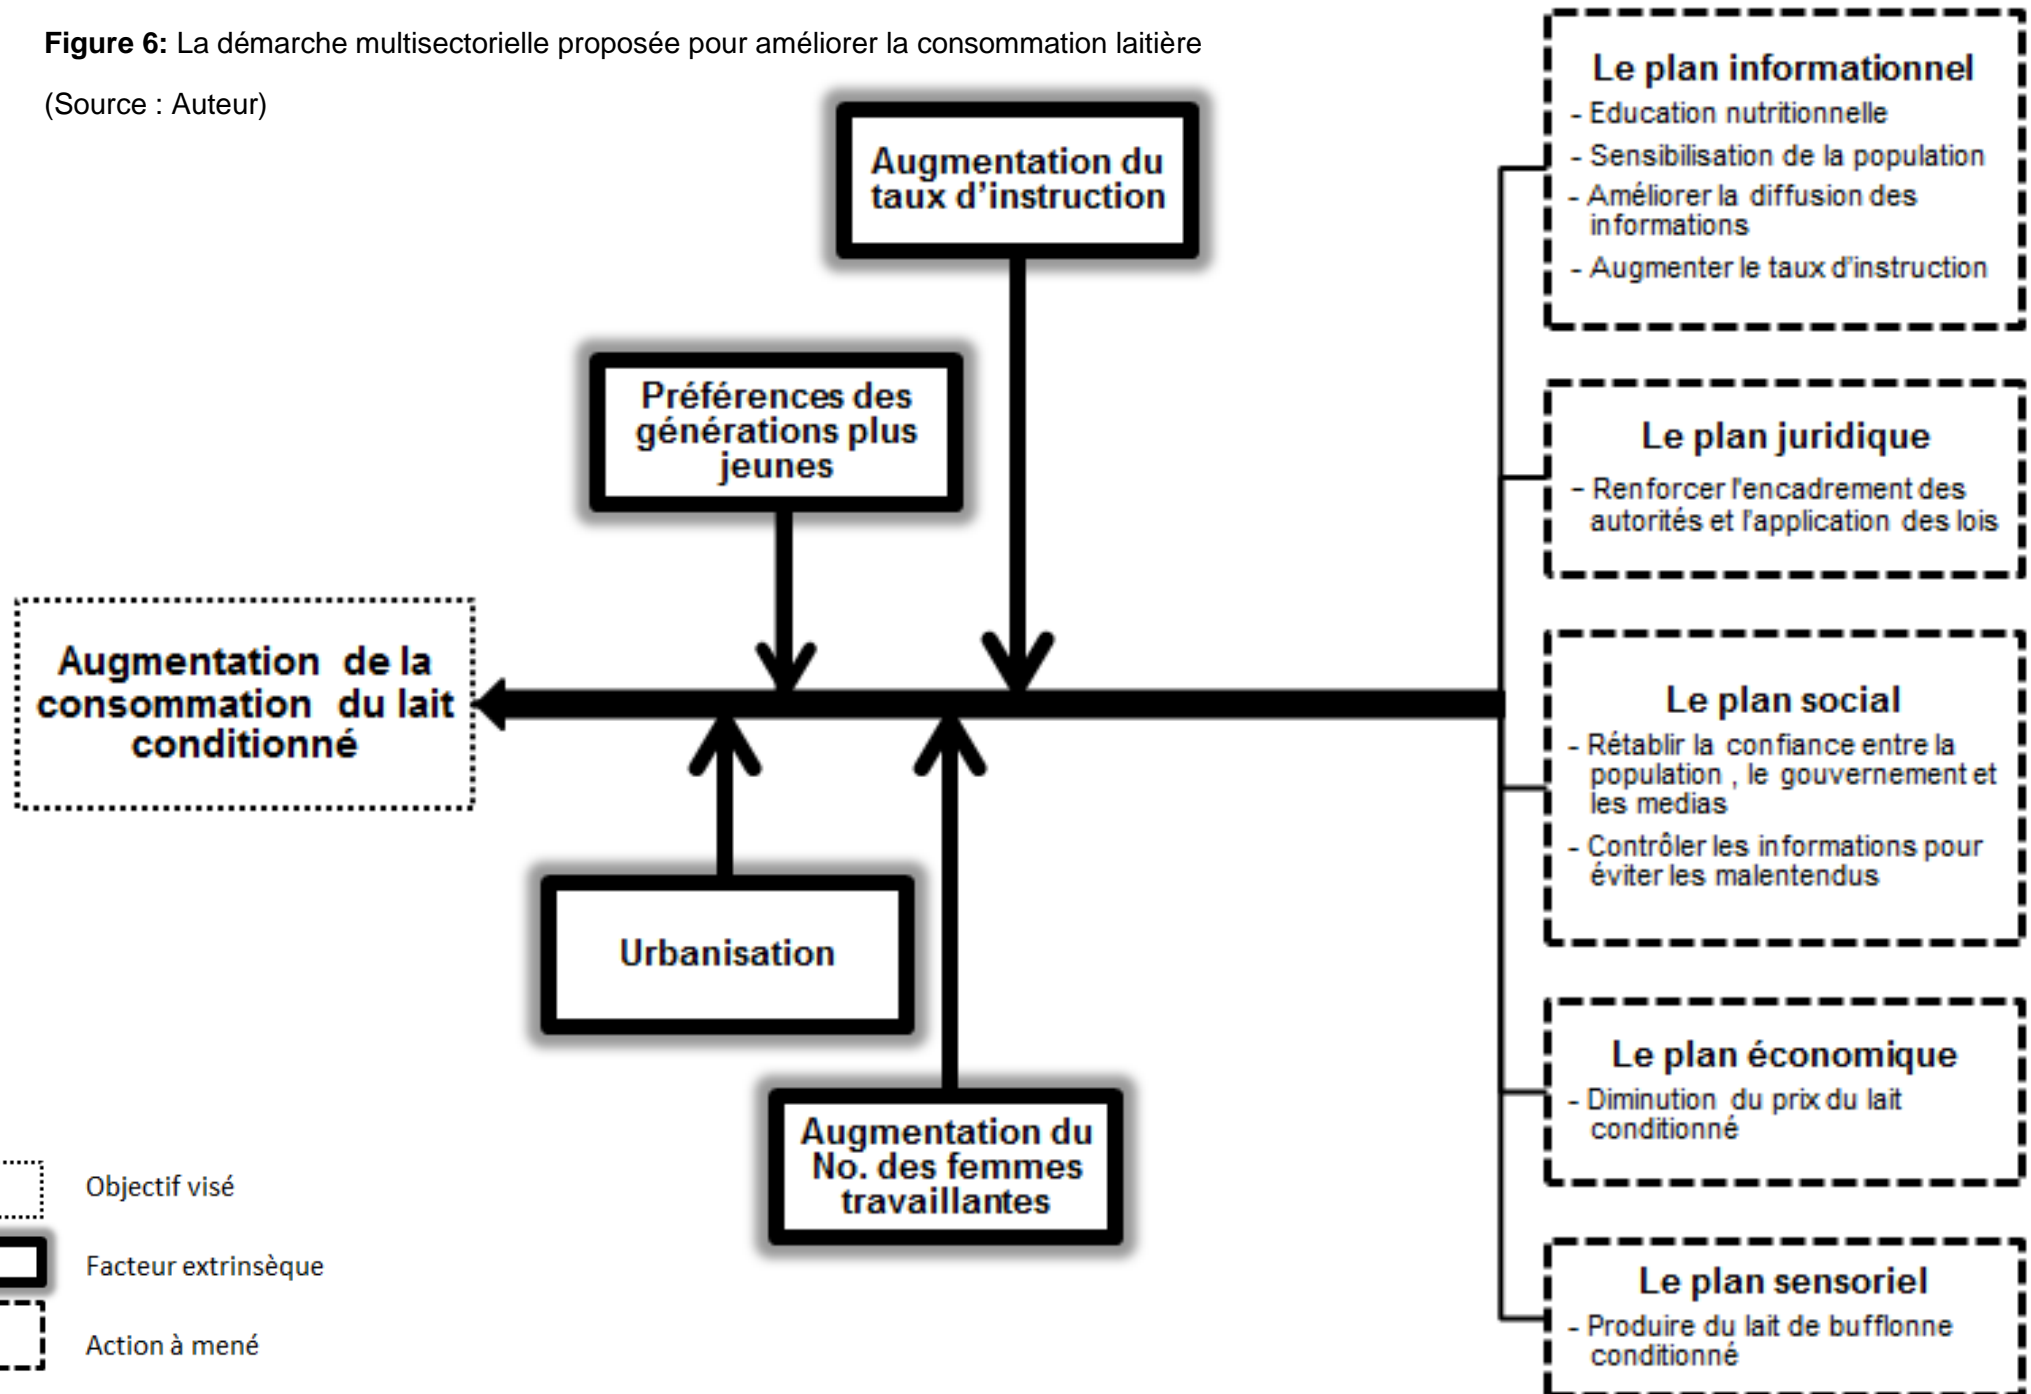 Figure 6: La démarche multisectorielle proposée pour améliorer la consommation laitière
(Source : Auteur)
Augmentation du
taux d'instruction
Préférences des
générations plus
jeunes
Augmentation de la
consommation du lait
conditionné
Urbanisation
Augmentation du
No. des femmes
travaillantes
Le plan informationnel
- Education nutritionnelle
- Sensibilisation de la population
- Améliorer la diffusion des
informations
- Augmenter le taux d'instruction
Le plan juridique
- Renforcer l'encadrement des
autorités et l'application des lois
Le plan social
- Rétablir la confiance entre la
population , le gouvernement et
les medias
- Contrôler les informations pour
éviter les malentendus
Le plan économique
- Diminution du prix du lait
conditionné
Le plan sensoriel
- Produire du lait de bufflonne
conditionné
Objectif visé
Facteur extrinsèque
Action à mené